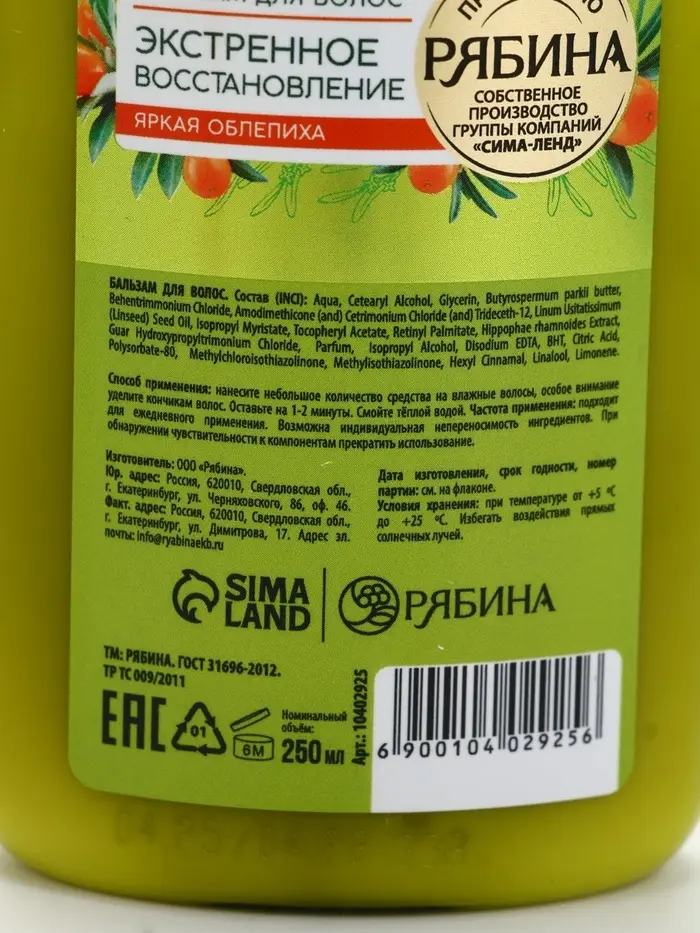 ДЛЯ ВОЛОС
ЭКСТРЕННОЕ
ВОССТАНОВЛЕНИЕ
ЯРКАЯ ОБЛЕПИХА
РЯБИНА
СОБСТВЕННОЕ
ПРОИЗВОДСТВО
ГРУППЫ КОМПАНИЙ
«СИМА-ЛЕНД»
БАЛЬЗАМ ДЛЯ ВОЛОС. Состав (INCI): Aqua, Cetearyl Alcohol, Glycerin, Butyrospermum parkii butter,
Behentrimmonium Chloride, Amodimethicone (and) Cetrimonium Chloride (and) Trideceth-12, Linum Usitatissimum
(Linseed) Seed Oil, Isopropyl Myristate, Tocopheryl Acetate, Retinyl Palmitate, Hippophae rhamnoides Extract,
Guar Hydroxypropyltrimonium Chloride, Parfum, Isopropyl Alcohol, Disodium EDTA, BHT, Citric Acid,
Polysorbate-80, Methylchloroisothiazolinone, Methylisothiazolinone, Hexyl Cinnamal, Linalool, Limonene.
Способ применения: нанесите небольшое количество средства на влажные волосы, особое внимание
уделите кончикам волос. Оставьте на 1-2 минуты. Смойте тёплой водой. Частота применения: подходит
для ежедневного применения. Возможна индивидуальная непереносимость ингредиентов. При
обнаружении чувствительности к компонентам прекратить использование.
Изготовитель: ООО «Рябина».
Юр. адрес: Россия, 620010, Свердловская обл.,
г. Екатеринбург, ул. Черняховского, 86, оф. 46.
Факт. адрес: Россия, 620010, Свердловская обл.,
г. Екатеринбург, ул. Димитрова, 17. Адрес эл.
почты: info@ryabinaekb.ru
Дата изготовления, срок годности, номер
партии: см. на флаконе.
Условия хранения: при температуре от +5 ºC
до +25 ºC. Избегать воздействия прямых
солнечных лучей.
SIMA
LAND
РЯБИНА
ТМ: РЯБИНА. ГОСТ 31696-2012.
ТР ТС 009/2011
EAC
01
6M
Номинальный
объём:
250 мл
Арт.: 10402925
6 900104 029256